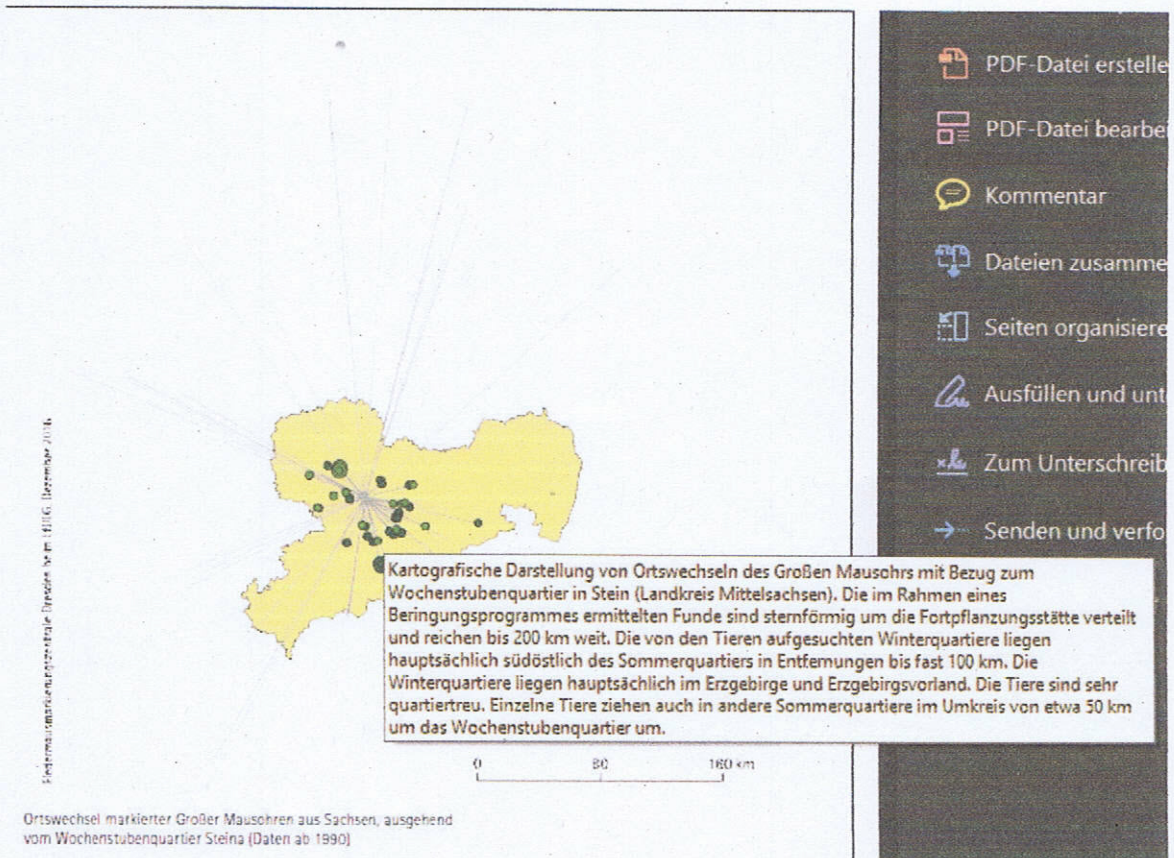 PDF-Datei erstelle
PDF-Datei bearbei
Kommentar
Dateien zusamme
Seiten organisiere
Ausfüllen und unt
Zum Unterschreib
Senden und verfo
Fledermausmarkierungszentrale Dresden beim LfULG, Dezember
Kartografische Darstellung von Ortswechseln des Großen Mausohrs mit Bezug zum
Wochenstubenquartier in Stein (Landkreis Mittelsachsen). Die im Rahmen eines
Beringungsprogrammes ermittelten Funde sind sternförmig um die Fortpflanzungsstätte verteilt
und reichen bis 200 km weit. Die von den Tieren aufgesuchten Winterquartiere liegen
hauptsächlich südöstlich des Sommerquartiers in Entfernungen bis fast 100 km. Die
Winterquartiere liegen hauptsächlich im Erzgebirge und Erzgebirgsvorland. Die Tiere sind sehr
quartiertreu. Einzelne Tiere ziehen auch in andere Sommerquartiere im Umkreis von etwa 50 km
um das Wochenstubenquartier um.
0 80 160 km
Ortswechsel markierter Großer Mausohren aus Sachsen, ausgehend
vom Wochenstubenquartier Steina (Daten ab 1990)